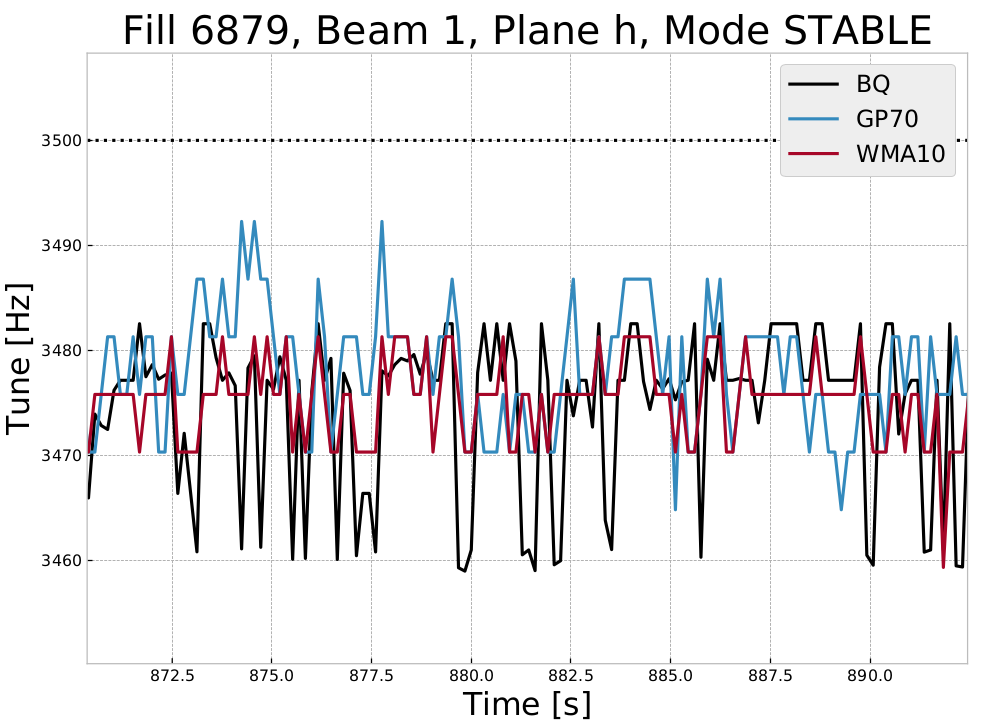 Fill 6879, Beam 1, Plane h, Mode STABLE
BQ
GP70
WMA10
3500
3490
3480
3470
3460
Tune [Hz]
872.5 875.0 877.5 880.0 882.5 885.0 887.5 890.0
Time [s]